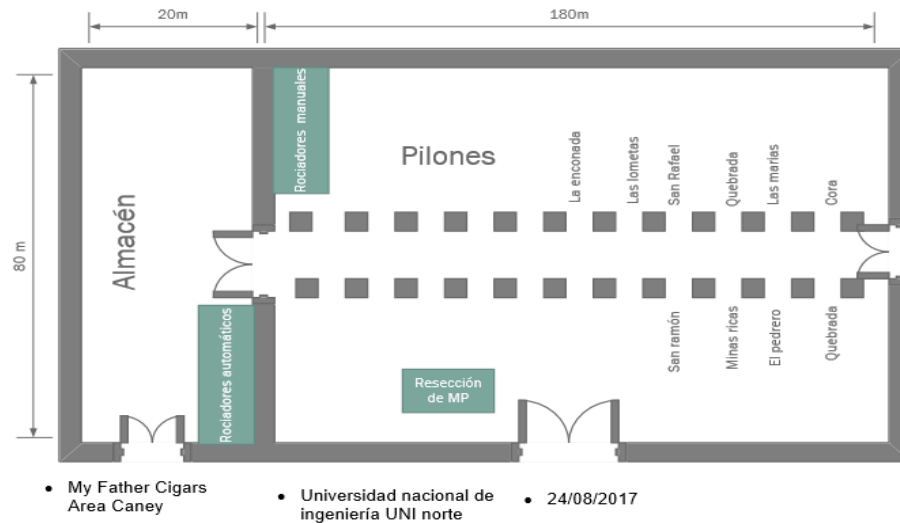 20m
180m
80 m
Almacén
Rociadores manuales
Pilones
La enconada
Las lometas
San Rafael
Quebrada
Las marias
Cora
Rociadores automáticos
San ramón
Minas ricas
El pedrero
Quebrada
Resección
de MP
• My Father Cigars
Area Caney
• Universidad nacional de
ingeniería UNI norte
• 24/08/2017